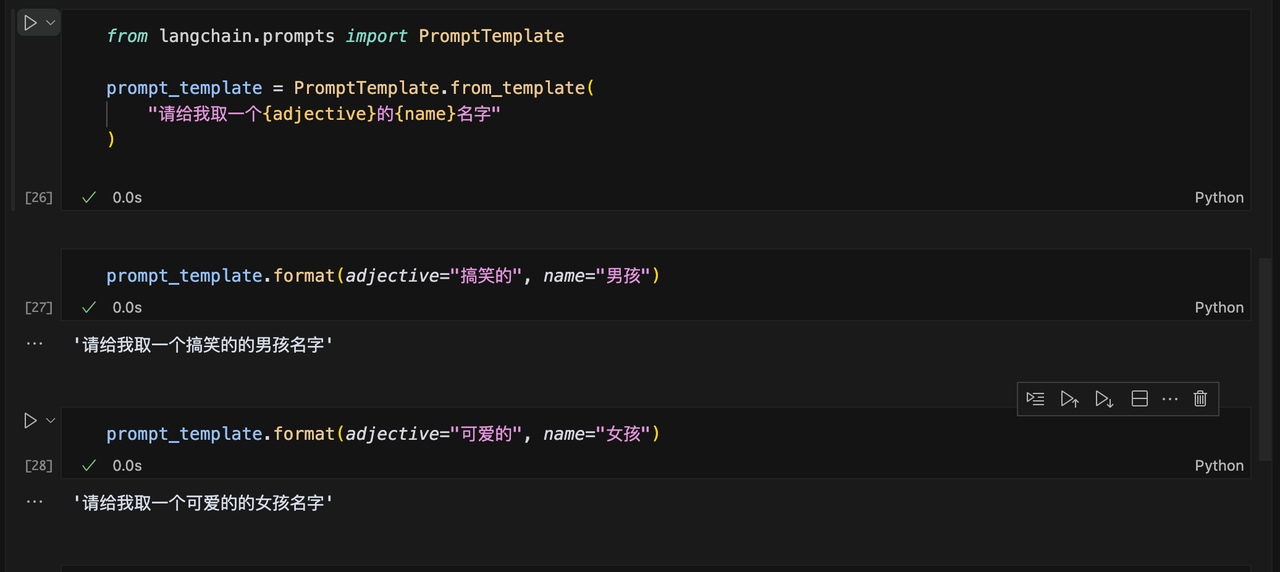 from langchain.prompts import PromptTemplate
prompt_template = PromptTemplate.from_template(
"请给我取一个{adjective}的{name}名字"
)
[26]
0.0s
Python
prompt_template.format(adjective="搞笑的", name="男孩")
[27]
0.0s
Python
'请给我取一个搞笑的的男孩名字'
prompt_template.format(adjective="可爱的", name="女孩")
[28]
0.0s
Python
'请给我取一个可爱的的女孩名字'